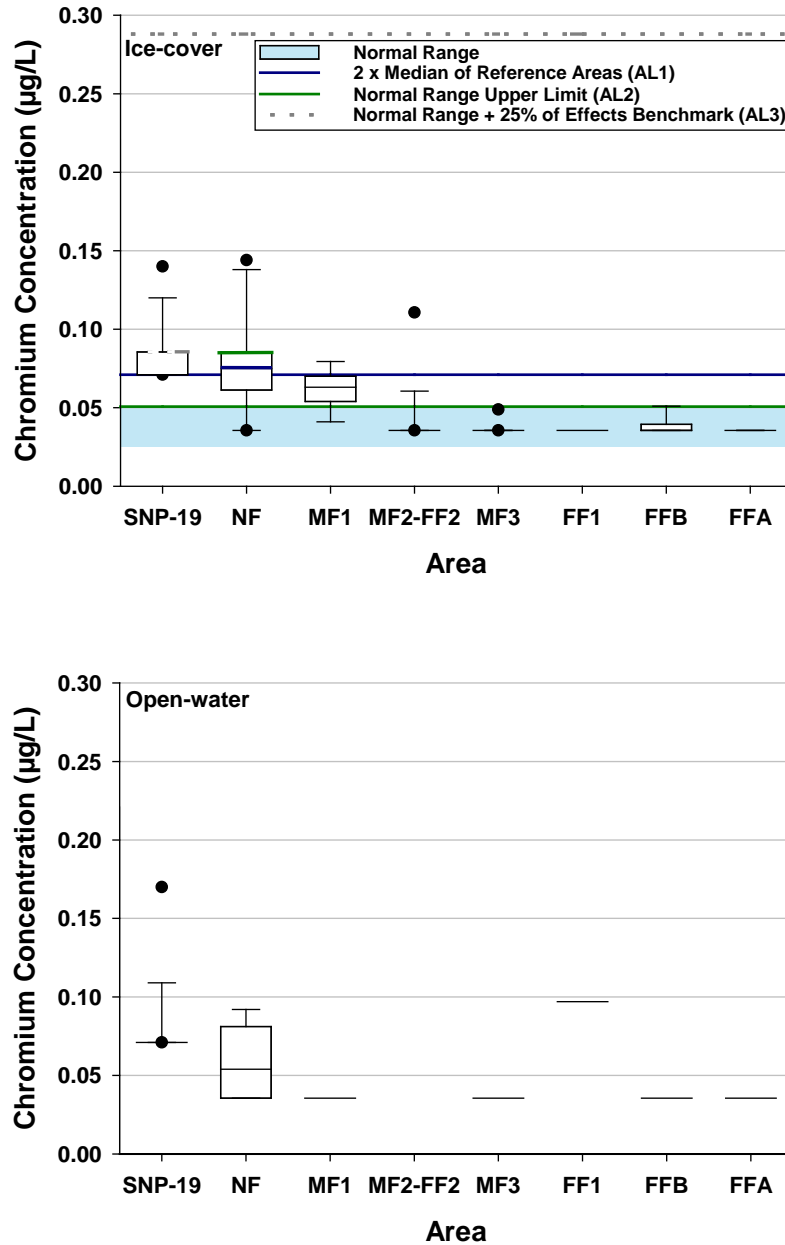 0.30
Ice-cover
Normal Range
2 x Median of Reference Areas (AL1)
Normal Range Upper Limit (AL2)
Normal Range + 25% of Effects Benchmark (AL3)
0.25
0.20
0.15
0.10
0.05
0.00
Chromium Concentration (µg/L)
SNP-19 NF MF1 MF2-FF2 MF3 FF1 FFB FFA
Area
0.30
Open-water
0.25
0.20
0.15
0.10
0.05
0.00
Chromium Concentration (µg/L)
SNP-19 NF MF1 MF2-FF2 MF3 FF1 FFB FFA
Area